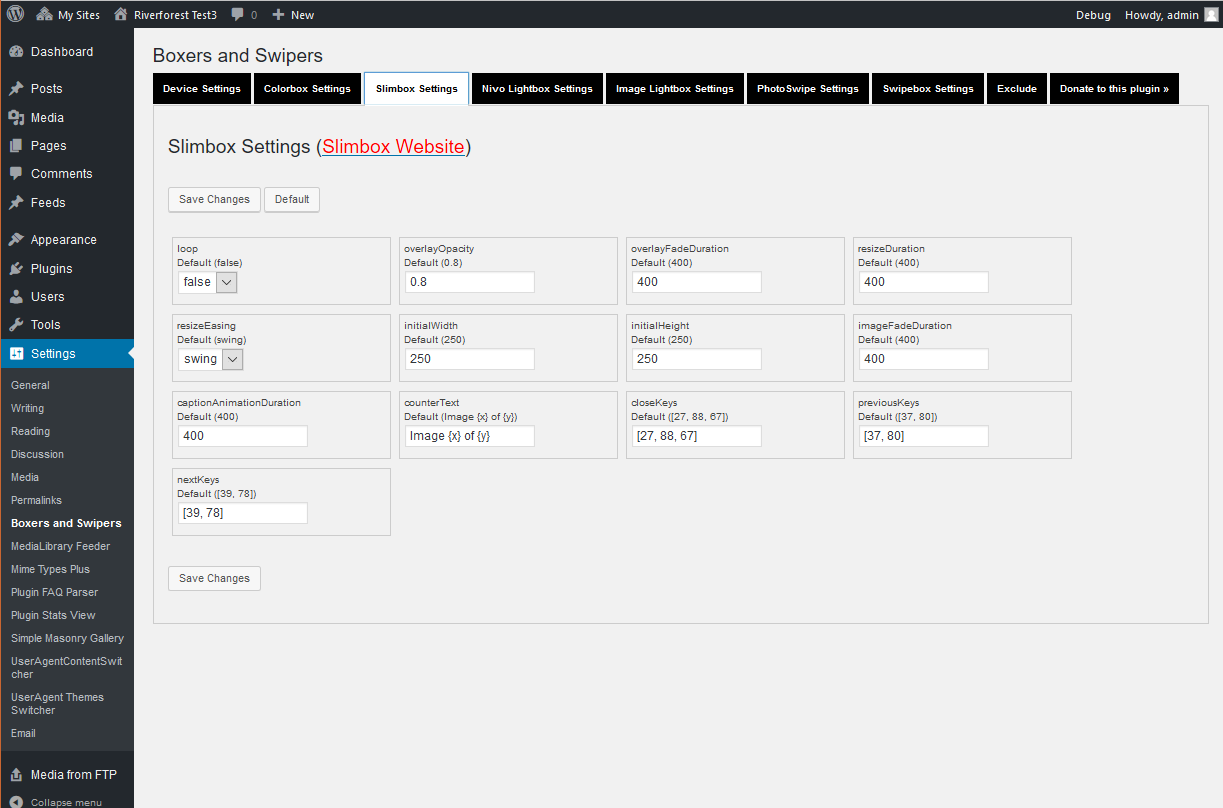 My Sites Riverforest Test3 0 New Debug Howdy, admin
Dashboard
Posts
Media
Pages
Comments
Feeds
Appearance
Plugins
Users
Tools
Settings
General
Writing
Reading
Discussion
Media
Permalinks
Boxers and Swipers
MediaLibrary Feeder
Mime Types Plus
Plugin FAQ Parser
Plugin Stats View
Simple Masonry Gallery
UserAgentContentSwit
cher
UserAgent Themes
Switcher
Email
Media from FTP
Collapse menu
Boxers and Swipers
Device Settings Colorbox Settings Slimbox Settings Nivo Lightbox Settings Image Lightbox Settings PhotoSwipe Settings Swipebox Settings Exclude Donate to this plugin »
Slimbox Settings (Slimbox Website)
Save Changes Default
loop
Default (false)
false
overlayOpacity
Default (0.8)
0.8
overlayFadeDuration
Default (400)
400
resizeDuration
Default (400)
400
resizeEasing
Default (swing)
swing
initialWidth
Default (250)
250
initialHeight
Default (250)
250
imageFadeDuration
Default (400)
400
captionAnimationDuration
Default (400)
400
counterText
Default (Image {x} of {y})
Image {x} of {y}
closeKeys
Default ([27, 88, 67])
[27, 88, 67]
previousKeys
Default ([37, 80])
[37, 80]
nextKeys
Default ([39, 78])
[39, 78]
Save Changes